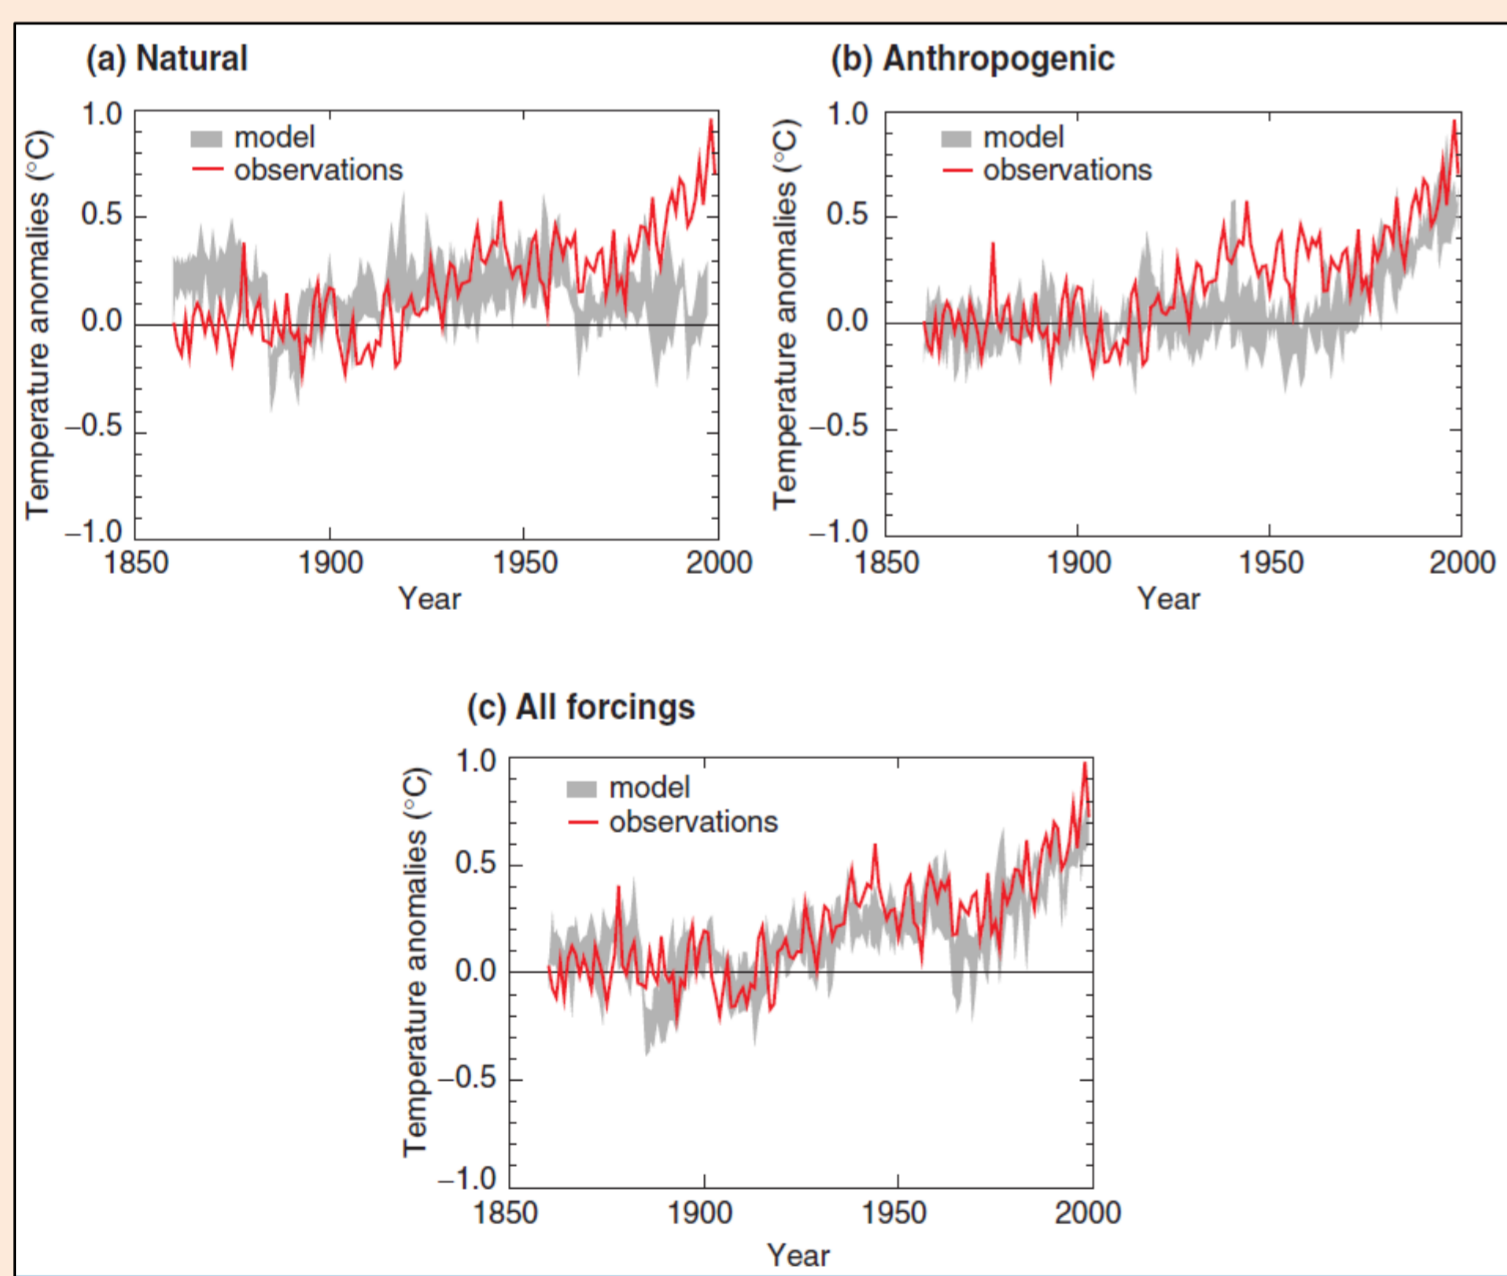 (a) Natural
1.0
0.5
0.0
−0.5
−1.0
Temperature anomalies (°C)
model
observations
1850
1900
1950
2000
Year
(b) Anthropogenic
1.0
0.5
0.0
−0.5
−1.0
Temperature anomalies (°C)
model
observations
1850
1900
1950
2000
Year
(c) All forcings
1.0
0.5
0.0
−0.5
−1.0
Temperature anomalies (°C)
model
observations
1850
1900
1950
2000
Year